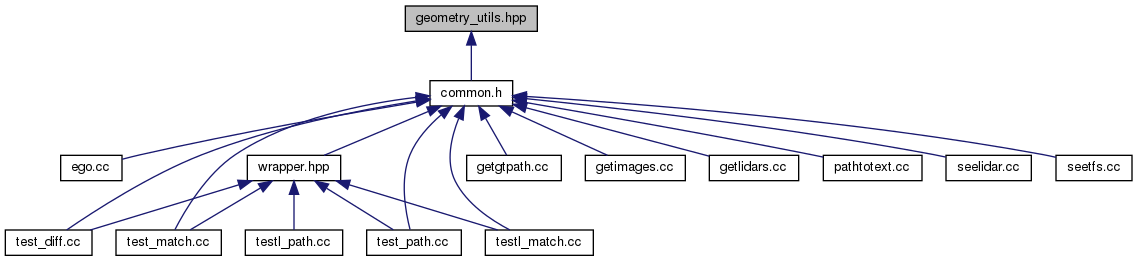 geometry_utils.hpp
common.h
ego.cc
wrapper.hpp
getgtpath.cc
getimages.cc
getlidars.cc
pathtotext.cc
seelidar.cc
seetfs.cc
test_diff.cc
test_match.cc
testl_path.cc
test_path.cc
testl_match.cc